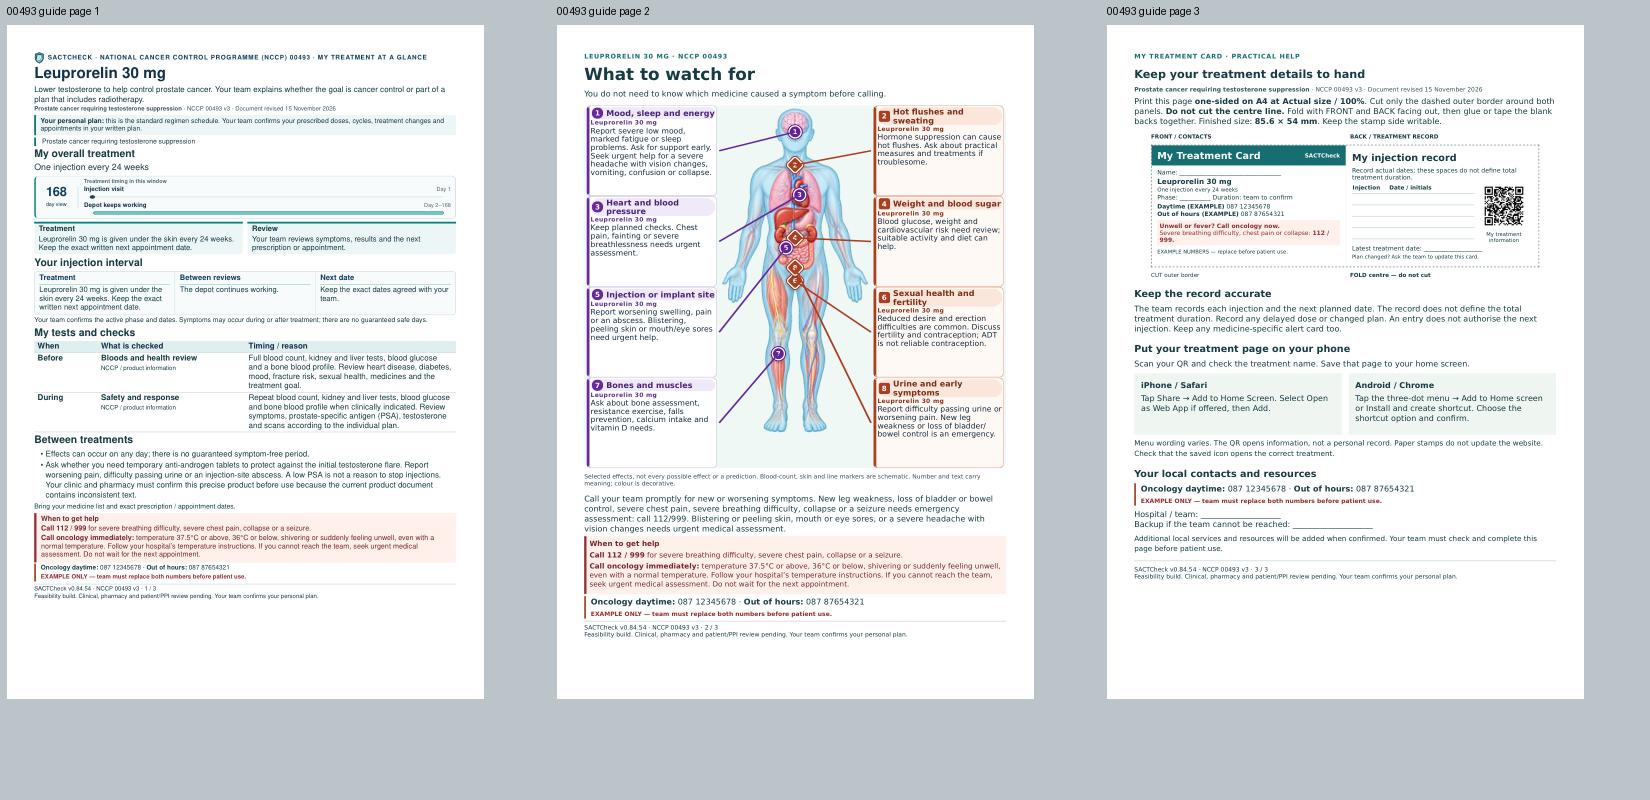 00493 guide page 1
SACTCHECK · NATIONAL CANCER CONTROL PROGRAMME (NCCP) 00493 · MY TREATMENT AT A GLANCE
Leuprorelin 30 mg
Lower testosterone to help control prostate cancer. Your team explains whether the goal is cancer control or part of a
plan that includes radiotherapy.
Prostate cancer requiring testosterone suppression · NCCP 00493 v3 · Document revised 15 November 2026
Your personal plan: this is the standard regimen schedule. Your team confirms your prescribed doses, cycles, treatment changes and
appointments in your written plan.
Prostate cancer requiring testosterone suppression
My overall treatment
One injection every 24 weeks
168
day view
Treatment timing in this window
Injection visit
Day 1
Depot keeps working
Day 2–168
Treatment
Leuprorelin 30 mg is given under the skin every 24 weeks.
Keep the exact written next appointment date.
Review
Your team reviews symptoms, results and the next
prescription or appointment.
Your injection interval
Treatment
Between reviews
Next date
Leuprorelin 30 mg is given under the
skin every 24 weeks. Keep the exact
written next appointment date.
The depot continues working.
Keep the exact dates agreed with your
team.
Your team confirms the active phase and dates. Symptoms may occur during or after treatment; there are no guaranteed safe days.
My tests and checks
When
What is checked
Timing / reason
Before
Bloods and health review
NCCP / product information
Full blood count, kidney and liver tests, blood glucose
and a bone blood profile. Review heart disease, diabetes,
mood, fracture risk, sexual health, medicines and the
treatment goal.
During
Safety and response
NCCP / product information
Repeat blood count, kidney and liver tests, blood glucose
and bone blood profile when clinically indicated. Review
symptoms, prostate-specific antigen (PSA), testosterone
and scans according to the individual plan.
Between treatments
• Effects can occur on any day; there is no guaranteed symptom-free period.
• Ask whether you need temporary anti-androgen tablets to protect against the initial testosterone flare. Report
worsening pain, difficulty passing urine or an injection-site abscess. A low PSA is not a reason to stop injections.
Your clinic and pharmacy must confirm this precise product before use because the current product document
contains inconsistent text.
Bring your medicine list and exact prescription / appointment dates.
When to get help
Call 112 / 999 for severe breathing difficulty, severe chest pain, collapse or a seizure.
Call oncology immediately: temperature 37.5°C or above, 36°C or below, shivering or suddenly feeling unwell, even with a
normal temperature. Follow your hospital's temperature instructions. If you cannot reach the team, seek urgent medical
assessment. Do not wait for the next appointment.
Oncology daytime: 087 12345678 · Out of hours: 087 87654321
EXAMPLE ONLY — team must replace both numbers before patient use.
SACTCheck v0.84.54 · NCCP 00493 v3 · 1 / 3
Feasibility build. Clinical, pharmacy and patient/PPI review pending. Your team confirms your personal plan.
00493 guide page 2
LEUPRORELIN 30 MG · NCCP 00493
What to watch for
You do not need to know which medicine caused a symptom before calling.
1 Mood, sleep and energy
Leuprorelin 30 mg
Report severe low mood,
marked fatigue or sleep
problems. Ask for support early.
Seek urgent help for a severe
headache with vision changes,
vomiting, confusion or collapse.
2 Hot flushes and
sweating
Leuprorelin 30 mg
Hormone suppression can cause
hot flushes. Ask about practical
measures and treatments if
troublesome.
3 Heart and blood
pressure
Leuprorelin 30 mg
Keep planned checks. Chest
pain, fainting or severe
breathlessness needs urgent
assessment.
4 Weight and blood sugar
Leuprorelin 30 mg
Blood glucose, weight and
cardiovascular risk need review;
suitable activity and diet can
help.
5 Injection or implant site
Leuprorelin 30 mg
Report worsening swelling, pain
or an abscess. Blistering,
peeling skin or mouth/eye sores
need urgent help.
6 Sexual health and
fertility
Leuprorelin 30 mg
Reduced desire and erection
difficulties are common. Discuss
fertility and contraception; ADT
is not reliable contraception.
7 Bones and muscles
Leuprorelin 30 mg
Ask about bone assessment,
resistance exercise, falls
prevention, calcium intake and
vitamin D needs.
8 Urine and early
symptoms
Leuprorelin 30 mg
Report difficulty passing urine or
worsening pain. New leg
weakness or loss of bladder/
bowel control is an emergency.
1
3
5
7
Selected effects, not every possible effect or a prediction. Blood-count, skin and line markers are schematic. Number and text carry
meaning; colour is decorative.
Call your team promptly for new or worsening symptoms. New leg weakness, loss of bladder or bowel
control, severe chest pain, severe breathing difficulty, collapse or a seizure needs emergency
assessment: call 112/999. Blistering or peeling skin, mouth or eye sores, or a severe headache with
vision changes needs urgent medical assessment.
When to get help
Call 112 / 999 for severe breathing difficulty, severe chest pain, collapse or a seizure.
Call oncology immediately: temperature 37.5°C or above, 36°C or below, shivering or suddenly feeling unwell,
even with a normal temperature. Follow your hospital's temperature instructions. If you cannot reach the team,
seek urgent medical assessment. Do not wait for the next appointment.
Oncology daytime: 087 12345678 · Out of hours: 087 87654321
EXAMPLE ONLY — team must replace both numbers before patient use.
SACTCheck v0.84.54 · NCCP 00493 v3 · 2 / 3
Feasibility build. Clinical, pharmacy and patient/PPI review pending. Your team confirms your personal plan.
00493 guide page 3
MY TREATMENT CARD · PRACTICAL HELP
Keep your treatment details to hand
Prostate cancer requiring testosterone suppression · NCCP 00493 v3 · Document revised 15 November 2026
Print this page one-sided on A4 at Actual size / 100%. Cut only the dashed outer border around both
panels. Do not cut the centre line. Fold with FRONT and BACK facing out, then glue or tape the blank
backs together. Finished size: 85.6 × 54 mm. Keep the stamp side writable.
FRONT / CONTACTS
BACK / TREATMENT RECORD
My Treatment Card
SACTCheck
Name:
Leuprorelin 30 mg
One injection every 24 weeks
Phase: ________ Duration: team to confirm
Daytime (EXAMPLE) 087 12345678
Out of hours (EXAMPLE) 087 87654321
Unwell or fever? Call oncology now.
Severe breathing difficulty, chest pain or collapse: 112 /
999.
EXAMPLE NUMBERS — replace before patient use.
My injection record
Record actual dates; these spaces do not define total
treatment duration.
Injection Date / initials
My treatment
information
Latest treatment date:
Plan changed? Ask the team to update this card.
CUT outer border
FOLD centre — do not cut
Keep the record accurate
The team records each injection and the next planned date. The record does not define the total
treatment duration. Record any delayed dose or changed plan. An entry does not authorise the next
injection. Keep any medicine-specific alert card too.
Put your treatment page on your phone
Scan your QR and check the treatment name. Save that page to your home screen.
iPhone / Safari
Tap Share → Add to Home Screen. Select Open
as Web App if offered, then Add.
Android / Chrome
Tap the three-dot menu → Add to Home screen
or Install and create shortcut. Choose the
shortcut option and confirm.
Menu wording varies. The QR opens information, not a personal record. Paper stamps do not update the website.
Check that the saved icon opens the correct treatment.
Your local contacts and resources
Oncology daytime: 087 12345678 · Out of hours: 087 87654321
EXAMPLE ONLY — team must replace both numbers before patient use.
Hospital / team:
Backup if the team cannot be reached:
Additional local services and resources will be added when confirmed. Your team must check and complete this
page before patient use.
SACTCheck v0.84.54 · NCCP 00493 v3 · 3 / 3
Feasibility build. Clinical, pharmacy and patient/PPI review pending. Your team confirms your personal plan.